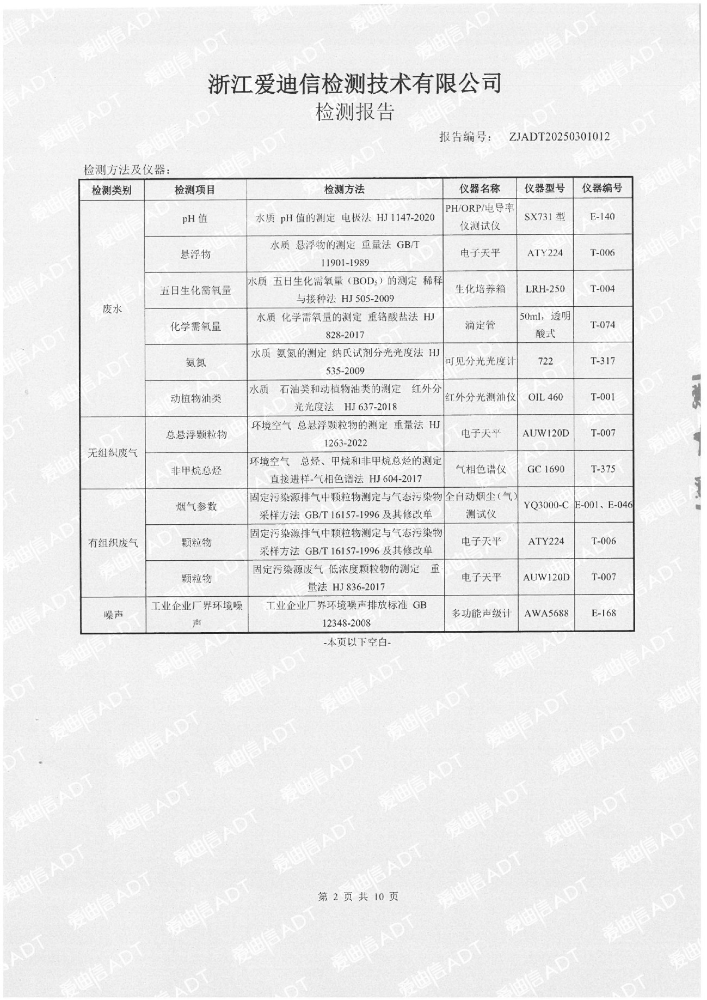 浙江爱迪信检测技术有限公司
检测报告
报告编号： ZJADT20250301012
检测方法及仪器：
检测类别 检测项目 检测方法 仪器名称 仪器型号 仪器编号
废水
pH 值 水质 pH 值的测定 电极法 HJ 1147-2020 PH/ORP/电导率
仪测试仪 SX731 型 E-140
悬浮物 水质 悬浮物的测定 重量法 GB/T
11901-1989 电子天平 ATY224 T-006
五日生化需氧量 水质 五日生化需氧量（BOD₅）的测定 稀释
与接种法 HJ 505-2009 生化培养箱 LRH-250 T-004
化学需氧量 水质 化学需氧量的测定 重铬酸盐法 HJ
828-2017 滴定管 50ml，透明
酸式 T-074
氨氮 水质 氨氮的测定 纳氏试剂分光光度法 HJ
535-2009 可见分光光度计 722 T-317
动植物油类 水质 石油类和动植物油类的测定 红外分
光光度法 HJ 637-2018 红外分光测油仪 OIL 460 T-001
无组织废气
总悬浮颗粒物 环境空气 总悬浮颗粒物的测定 重量法 HJ
1263-2022 电子天平 AUW120D T-007
非甲烷总烃 环境空气 总烃、甲烷和非甲烷总烃的测定
直接进样-气相色谱法 HJ 604-2017 气相色谱仪 GC 1690 T-375
有组织废气
烟气参数 固定污染源排气中颗粒物测定与气态污染物
采样方法 GB/T 16157-1996 及其修改单 全自动烟尘（气）
测试仪 YQ3000-C E-001、E-046
颗粒物 固定污染源排气中颗粒物测定与气态污染物
采样方法 GB/T 16157-1996 及其修改单 电子天平 ATY224 T-006
颗粒物 固定污染源废气 低浓度颗粒物的测定 重
量法 HJ 836-2017 电子天平 AUW120D T-007
噪声 工业企业厂界环境噪
声 工业企业厂界环境噪声排放标准 GB
12348-2008 多功能声级计 AWA5688 E-168
-本页以下空白-
第 2 页 共 10 页
爱迪信ADT